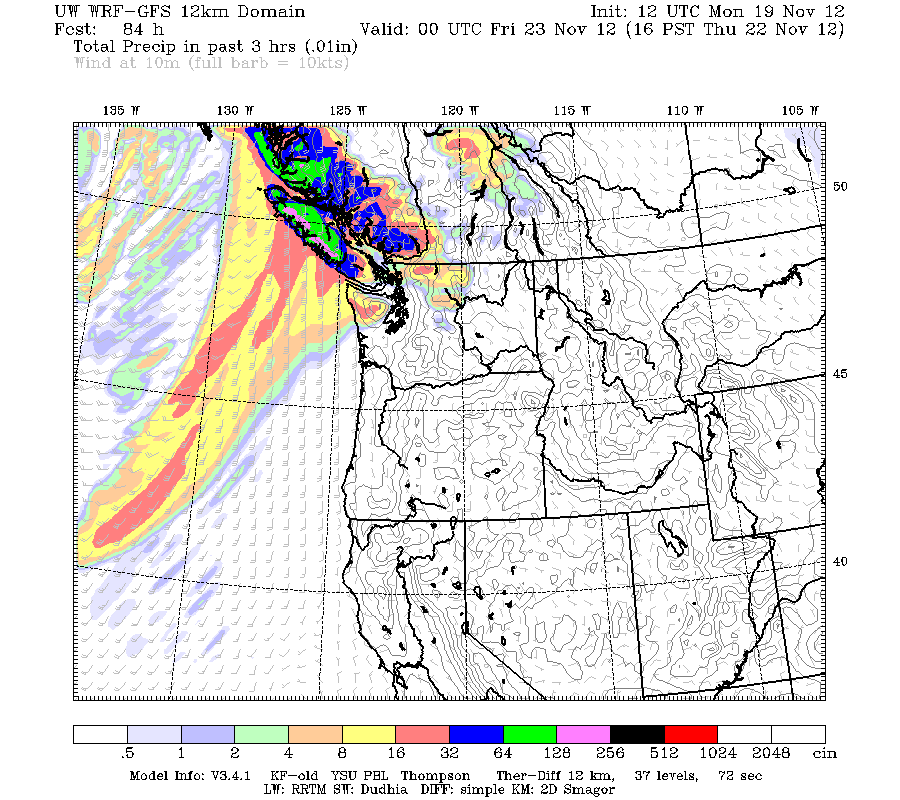 UW WRF-GFS 12km Domain Init: 12 UTC Mon 19 Nov 12
Fcst: 84 h Valid: 00 UTC Fri 23 Nov 12 (16 PST Thu 22 Nov 12)
Total Precip in past 3 hrs (.01in)
Wind at 10m (full barb = 10kts)
135 W 130 W 125 W 120 W 115 W 110 W 105 W
50
45
40
.5 1 2 4 8 16 32 64 128 256 512 1024 2048 cin
Model Info: V3.4.1 KF-old YSU PBL Thompson Ther-Diff 12 km, 37 levels, 72 sec
LW: RRTM SW: Dudhia DIFF: simple KM: 2D Smagor